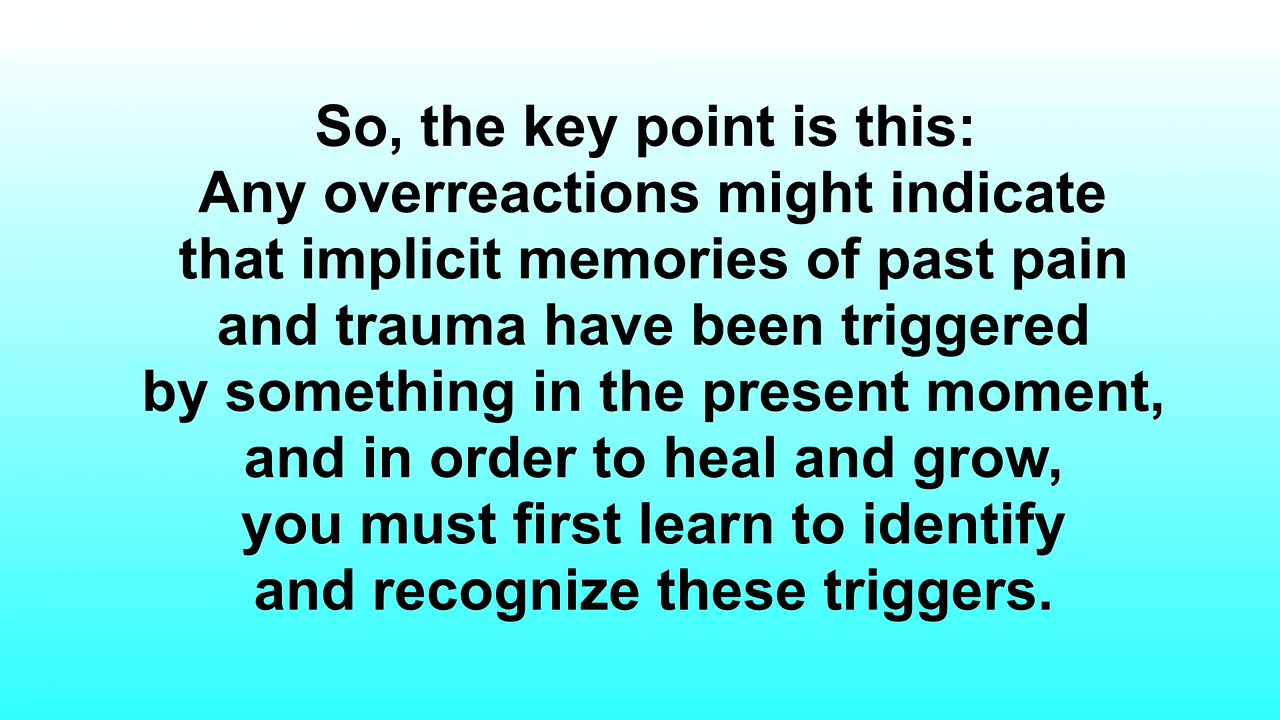 So, the key point is this:
Any overreactions might indicate
that implicit memories of past pain
and trauma have been triggered
by something in the present moment,
and in order to heal and grow,
you must first learn to identify
and recognize these triggers.